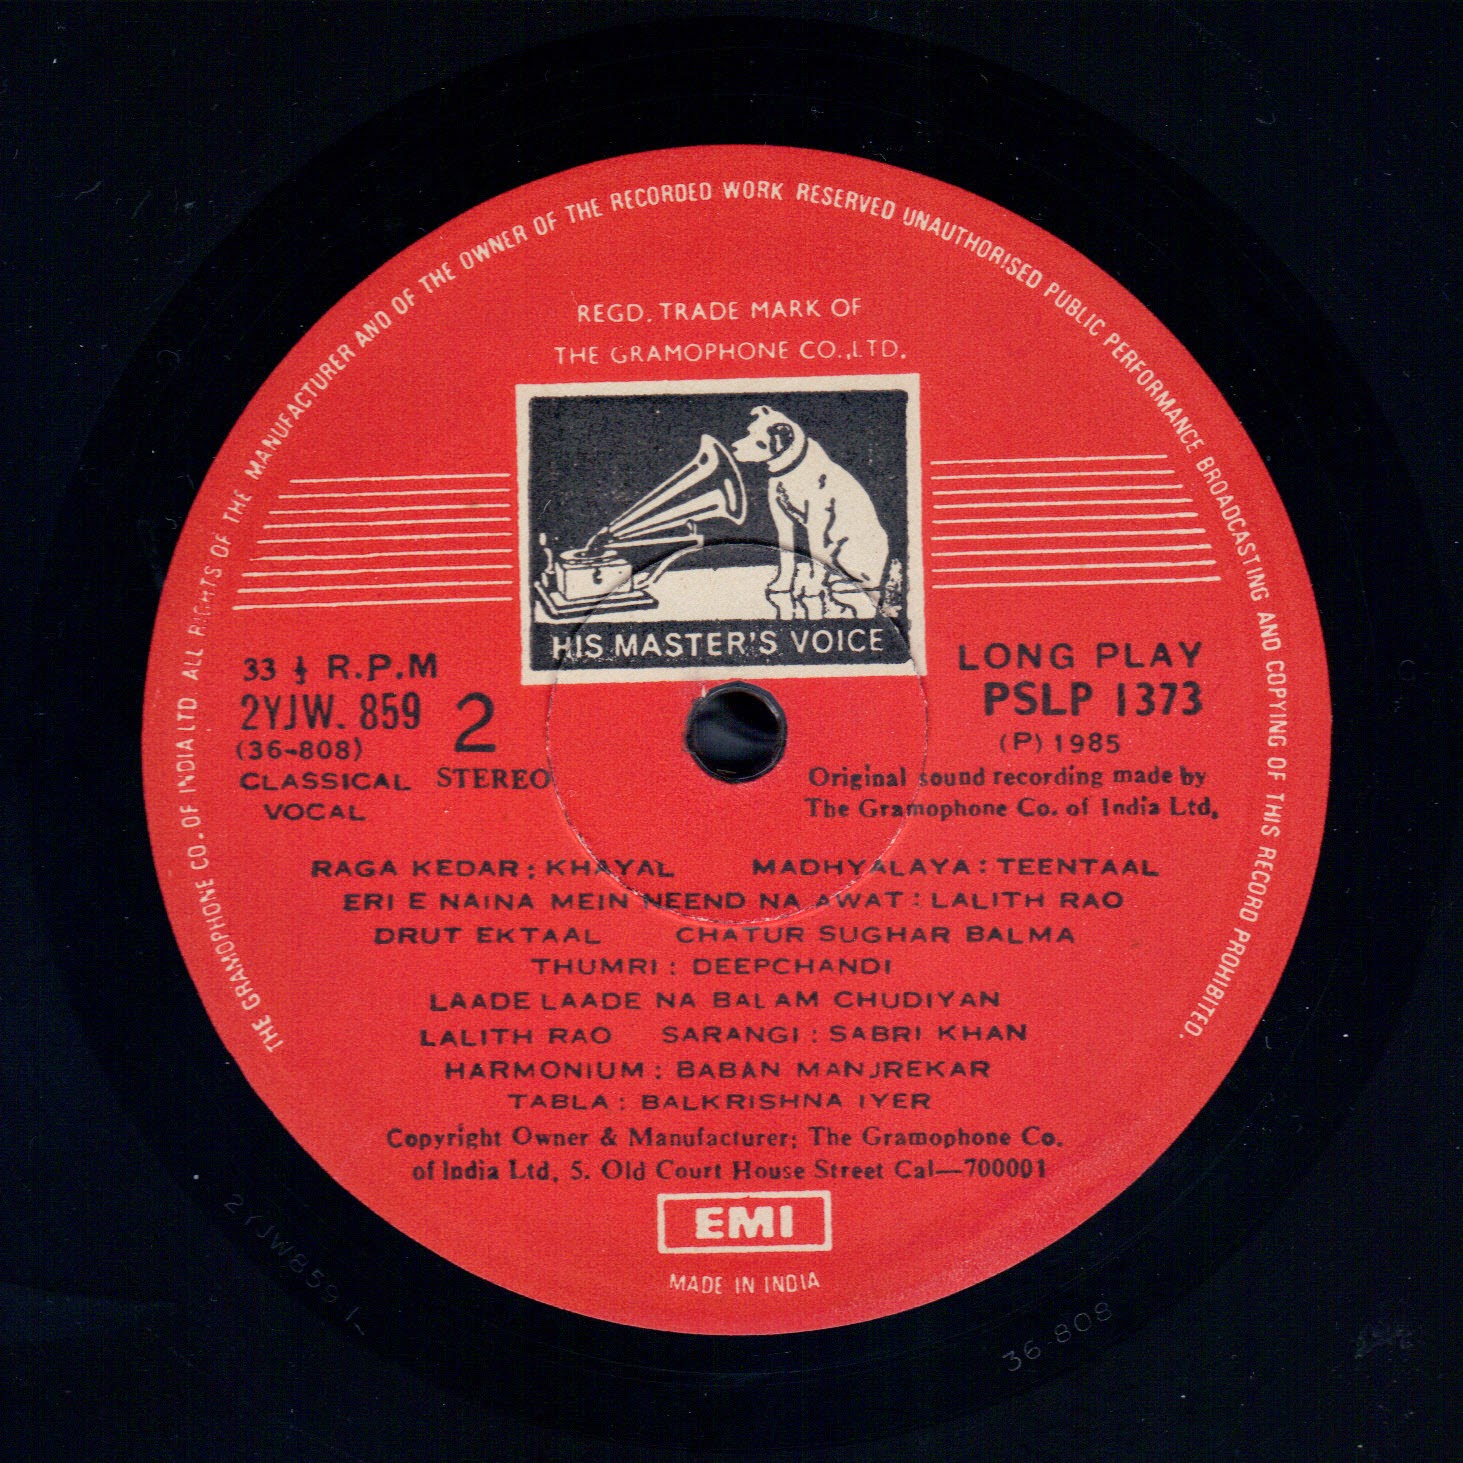 THE GRAMOPHONE CO. OF INDIA LTD. ALL RIGHTS OF THE MANUFACTURER AND OF THE OWNER OF THE RECORDED WORK RESERVED UNAUTHORISED PUBLIC PERFORMANCE BROADCASTING AND COPYING OF THIS RECORD PROHIBITED.
REGD. TRADE MARK OF
THE GRAMOPHONE CO.,LTD.
HIS MASTER'S VOICE
33 ⅓ R.P.M
2YJW. 859 2
(36-808)
CLASSICAL STEREO
VOCAL
LONG PLAY
PSLP 1373
(P) 1985
Original sound recording made by
The Gramophone Co. of India Ltd.
RAGA KEDAR : KHAYAL MADHYALAYA : TEENTAAL
ERI E NAINA MEIN NEEND NA AWAT : LALITH RAO
DRUT EKTAAL CHATUR SUGHAR BALMA
THUMRI : DEEPCHANDI
LAADE LAADE NA BALAM CHUDIYAN
LALITH RAO SARANGI : SABRI KHAN
HARMONIUM : BABAN MANJREKAR
TABLA : BALKRISHNA IYER
Copyright Owner & Manufacturer; The Gramophone Co.
of India Ltd, 5. Old Court House Street Cal—700001
EMI
MADE IN INDIA
2YJW859 1-
36-808